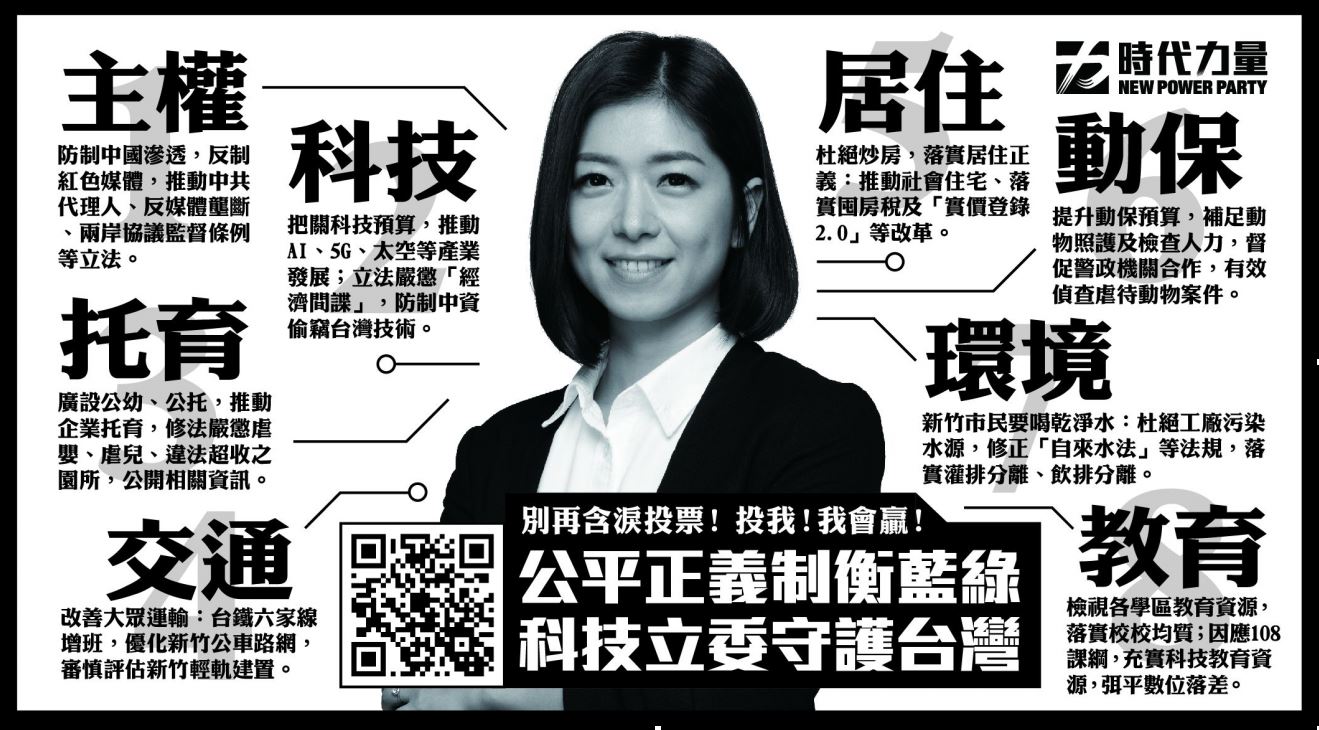 主權
防制中國滲透，反制
紅色媒體，推動中共
代理人、反媒體壟斷
、兩岸協議監督條例
等立法。
科技
把關科技預算，推動
AI、5G、太空等產業
發展；立法嚴懲「經
濟間諜」，防制中資
偷竊台灣技術。
托育
廣設公幼、公托，推動
企業托育，修法嚴懲虐
嬰、虐兒、違法超收之
園所，公開相關資訊。
交通
改善大眾運輸：台鐵六家線
增班，優化新竹公車路網，
審慎評估新竹輕軌建置。
居住
杜絕炒房，落實居住正
義：推動社會住宅、落
實囤房稅及「實價登錄
2.0」等改革。
時代力量
NEW POWER PARTY
動保
提升動保預算，補足動
物照護及檢查人力，督
促警政機關合作，有效
偵查虐待動物案件。
環境
新竹市民要喝乾淨水：杜絕工廠污染
水源，修正「自來水法」等法規，落
實灌排分離、飲排分離。
教育
檢視各學區教育資源，
落實校校均質；因應108
課綱，充實科技教育資
源，弭平數位落差。
別再含淚投票！投我！我會贏！
公平正義制衡藍綠
科技立委守護台灣
1
2
3
4
5
6
7
8